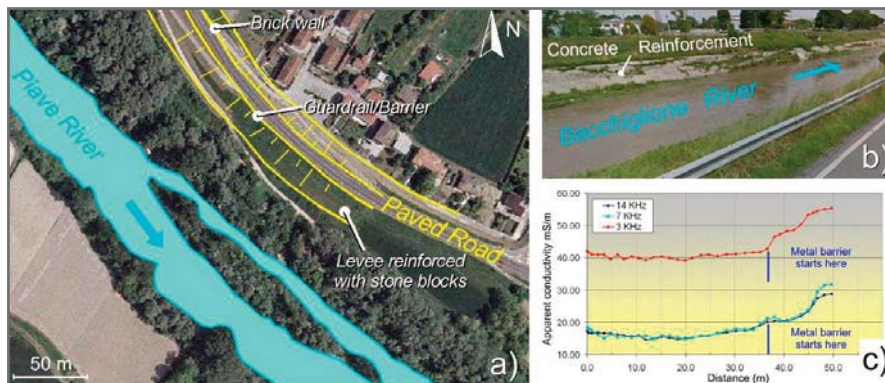 Brick wall
N
Guardrail/Barrier
Piave River
Paved Road
Levee reinforced
with stone blocks
50 m
a)
Concrete Reinforcement
Bacchiglione River
b)
60.00
50.00
40.00
30.00
20.00
10.00
Apparent conductivity mS/m
14 KHz
7 KHz
3 KHz
Metal barrier
starts here
Metal barrier
starts here
0.0 10.0 20.0 30.0 40.0 50.0
Distance (m)
c)